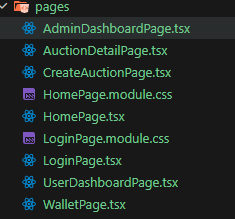 pages
AdminDashboardPage.tsx
AuctionDetailPage.tsx
CreateAuctionPage.tsx
HomePage.module.css
HomePage.tsx
LoginPage.module.css
LoginPage.tsx
UserDashboardPage.tsx
WalletPage.tsx